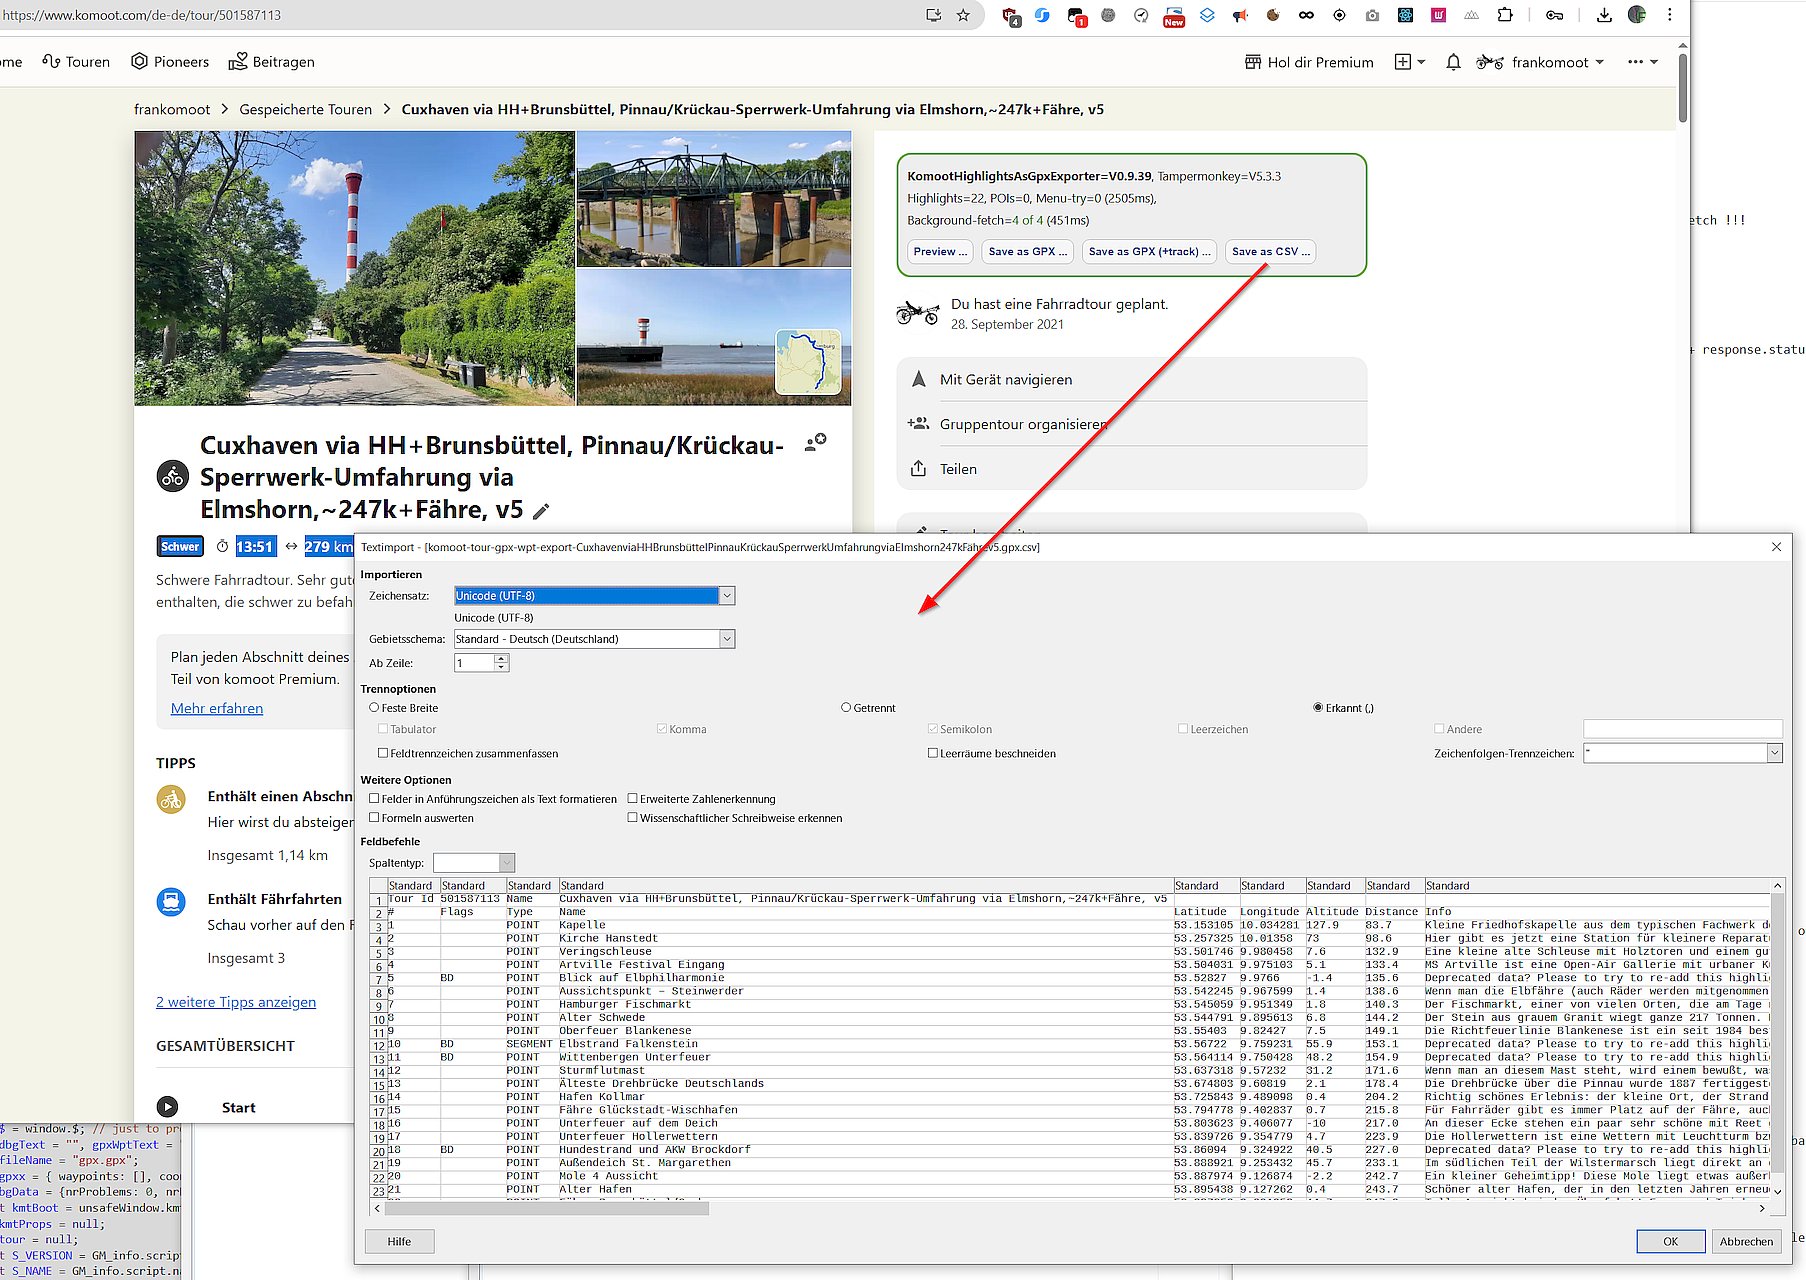 https://www.komoot.com/de-de/tour/501587113
4
1
New
me
Touren
Pioneers
Beitragen
Hol dir Premium
frankomoot
frankomoot > Gespeicherte Touren > Cuxhaven via HH+Brunsbüttel, Pinnau/Krückau-Sperrwerk-Umfahrung via Elmshorn,~247k+Fähre, v5
KomootHighlightsAsGpxExporter=V0.9.39, Tampermonkey=V5.3.3
Highlights=22, POIs=0, Menu-try=0 (2505ms),
Background-fetch=4 of 4 (451ms)
Preview ...
Save as GPX ...
Save as GPX (+track) ...
Save as CSV ...
etch !!!
Du hast eine Fahrradtour geplant.
28. September 2021
+ response.statu
Mit Gerät navigieren
Gruppentour organisieren
Teilen
Cuxhaven via HH+Brunsbüttel, Pinnau/Krückau-
Sperrwerk-Umfahrung via
Elmshorn,~247k+Fähre, v5
Schwer 13:51 279 km
Schwere Fahrradtour. Sehr gut
enthalten, die schwer zu befah
Plan jeden Abschnitt deines
Teil von komoot Premium.
Mehr erfahren
TIPPS
Enthält einen Abschn
Hier wirst du absteigen
Insgesamt 1,14 km
Enthält Fährfahrten
Schau vorher auf den F
Insgesamt 3
2 weitere Tipps anzeigen
GESAMTÜBERSICHT
Start
Textimport - [komoot-tour-gpx-wpt-export-CuxhavenviaHHBrunsbüttelPinnauKrückauSperrwerkUmfahrungviaElmshorn247kFährev5.gpx.csv]
Importieren
Zeichensatz: Unicode (UTF-8)
Unicode (UTF-8)
Gebietsschema: Standard - Deutsch (Deutschland)
Ab Zeile: 1
Trennoptionen
Feste Breite Getrennt Erkannt (,)
Tabulator Komma Semikolon Leerzeichen Andere
Feldtrennzeichen zusammenfassen Leerräume beschneiden Zeichenfolgen-Trennzeichen: "
Weitere Optionen
Felder in Anführungszeichen als Text formatieren Erweiterte Zahlenerkennung
Formeln auswerten Wissenschaftlicher Schreibweise erkennen
Feldbefehle
Spaltentyp:
Standard Standard Standard Standard Standard Standard Standard Standard Standard
1 Tour Id 501587113 Name Cuxhaven via HH+Brunsbüttel, Pinnau/Krückau-Sperrwerk-Umfahrung via Elmshorn,~247k+Fähre, v5
2 # Flags Type Name Latitude Longitude Altitude Distance Info
3 1 POINT Kapelle 53.153105 10.034281 127.9 83.7 Kleine Friedhofskapelle aus dem typischen Fachwerk d
4 2 POINT Kirche Hanstedt 53.257325 10.01358 73 98.6 Hier gibt es jetzt eine Station für kleinere Reparat
5 3 POINT Veringschleuse 53.501746 9.980458 7.6 132.9 Eine kleine alte Schleuse mit Holztoren und einem gu
6 4 POINT Artville Festival Eingang 53.504031 9.975103 5.1 133.4 MS Artville ist eine Open-Air Gallerie mit urbaner K
7 5 BD POINT Blick auf Elbphilharmonie 53.52827 9.9766 -1.4 135.6 Deprecated data? Please to try to re-add this highli
8 6 POINT Aussichtspunkt – Steinwerder 53.542245 9.967599 1.4 138.6 Wenn man die Elbfähre (auch Räder werden mitgenommen
9 7 POINT Hamburger Fischmarkt 53.545059 9.951349 1.8 140.3 Der Fischmarkt, einer von vielen Orten, die am Tage
10 8 POINT Alter Schwede 53.544791 9.895613 6.8 144.2 Der Stein aus grauem Granit wiegt ganze 217 Tonnen.
11 9 POINT Oberfeuer Blankenese 53.55403 9.82427 7.5 149.1 Die Richtfeuerlinie Blankenese ist ein seit 1984 bes
12 10 BD SEGMENT Elbstrand Falkenstein 53.56722 9.759231 55.9 153.1 Deprecated data? Please to try to re-add this highli
13 11 BD POINT Wittenbergen Unterfeuer 53.564114 9.750428 48.2 154.9 Deprecated data? Please to try to re-add this highli
14 12 POINT Sturmflutmast 53.637318 9.57232 31.2 171.6 Wenn man an diesem Mast steht, wird einem bewußt, wa
15 13 POINT Älteste Drehbrücke Deutschlands 53.674803 9.60819 2.1 178.4 Die Drehbrücke über die Pinnau wurde 1887 fertiggest
16 14 POINT Hafen Kollmar 53.725843 9.489098 0.4 204.2 Richtig schönes Erlebnis: der kleine Ort, der Strand
17 15 POINT Fähre Glückstadt-Wischhafen 53.794778 9.402837 0.7 215.8 Für Fahrräder gibt es immer Platz auf der Fähre, auc
18 16 POINT Unterfeuer auf dem Deich 53.803623 9.406077 -10 217.0 An dieser Ecke stehen ein paar sehr schöne mit Reet
19 17 POINT Unterfeuer Hollerwettern 53.839726 9.354779 4.7 223.9 Die Hollerwettern ist eine Wettern mit Leuchtturm bz
20 18 BD POINT Hundestrand und AKW Brockdorf 53.86094 9.324922 40.5 227.0 Deprecated data? Please to try to re-add this highli
21 19 POINT Außendeich St. Margarethen 53.888921 9.253432 45.7 233.1 Im südlichen Teil der Wilstermarsch liegt direkt an
22 20 POINT Mole 4 Aussicht 53.887974 9.126874 -2.2 242.7 Ein kleiner Geheimtipp! Diese Mole liegt etwas außer
23 21 POINT Alter Hafen 53.895438 9.127262 0.4 243.7 Schöner alter Hafen, der in den letzten Jahren erneu
Hilfe
OK
Abbrechen
$ = window.$; // just to pr
dbgText = "", gpxWptText =
fileName = "gpx.gpx";
gpxx = { waypoints: [], coo
bgData = {nrProblems: 0, nr
t kmtBoot = unsafeWindow.km
kmtProps = null;
tour = null;
t S_VERSION = GM_info.script
t S_NAME = GM_info.script.n